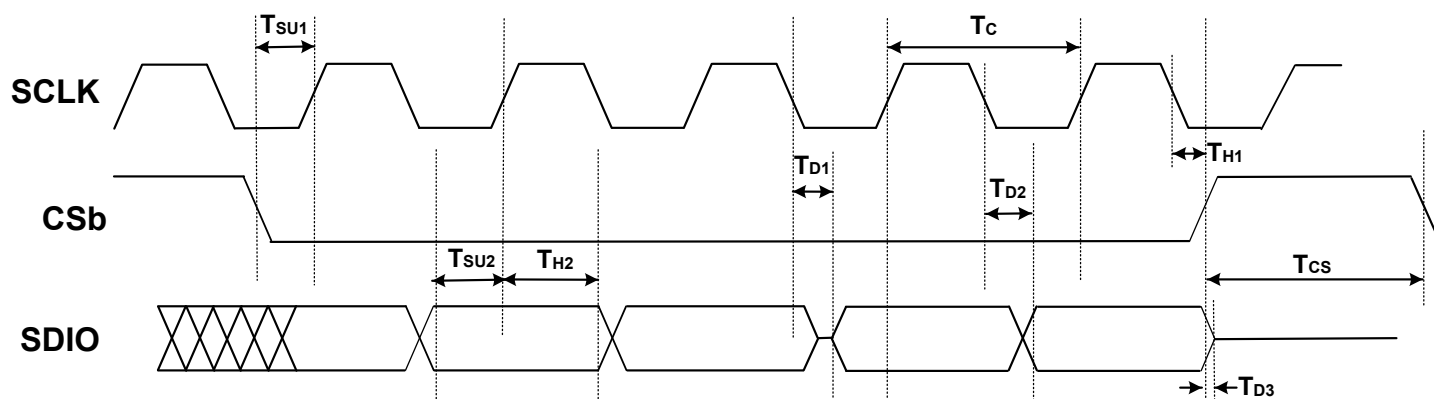 TSU1
TC
SCLK
TD1
TH1
TD2
CSb
TSU2
TH2
TCS
SDIO
TD3